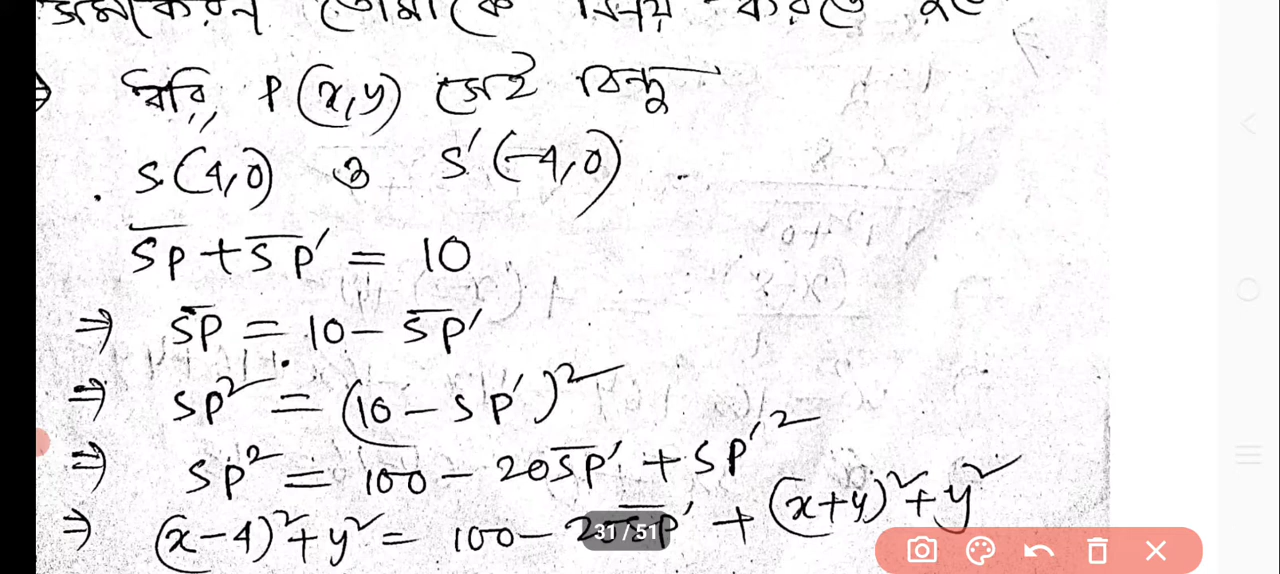 ধরি, P(x,y) সেই বিন্দু
S(4,0) ও S'(-4,0)
S̅P̅ + S̅P̅' = 10
⇒ S̅P̅ = 10 - S̅P̅'
⇒ SP² = (10 - SP')²
⇒ SP² = 100 - 20S̅P̅' + SP'²
⇒ (x-4)² + y² = 100 - 20S̅P̅' + (x+4)² + y²
31 / 51